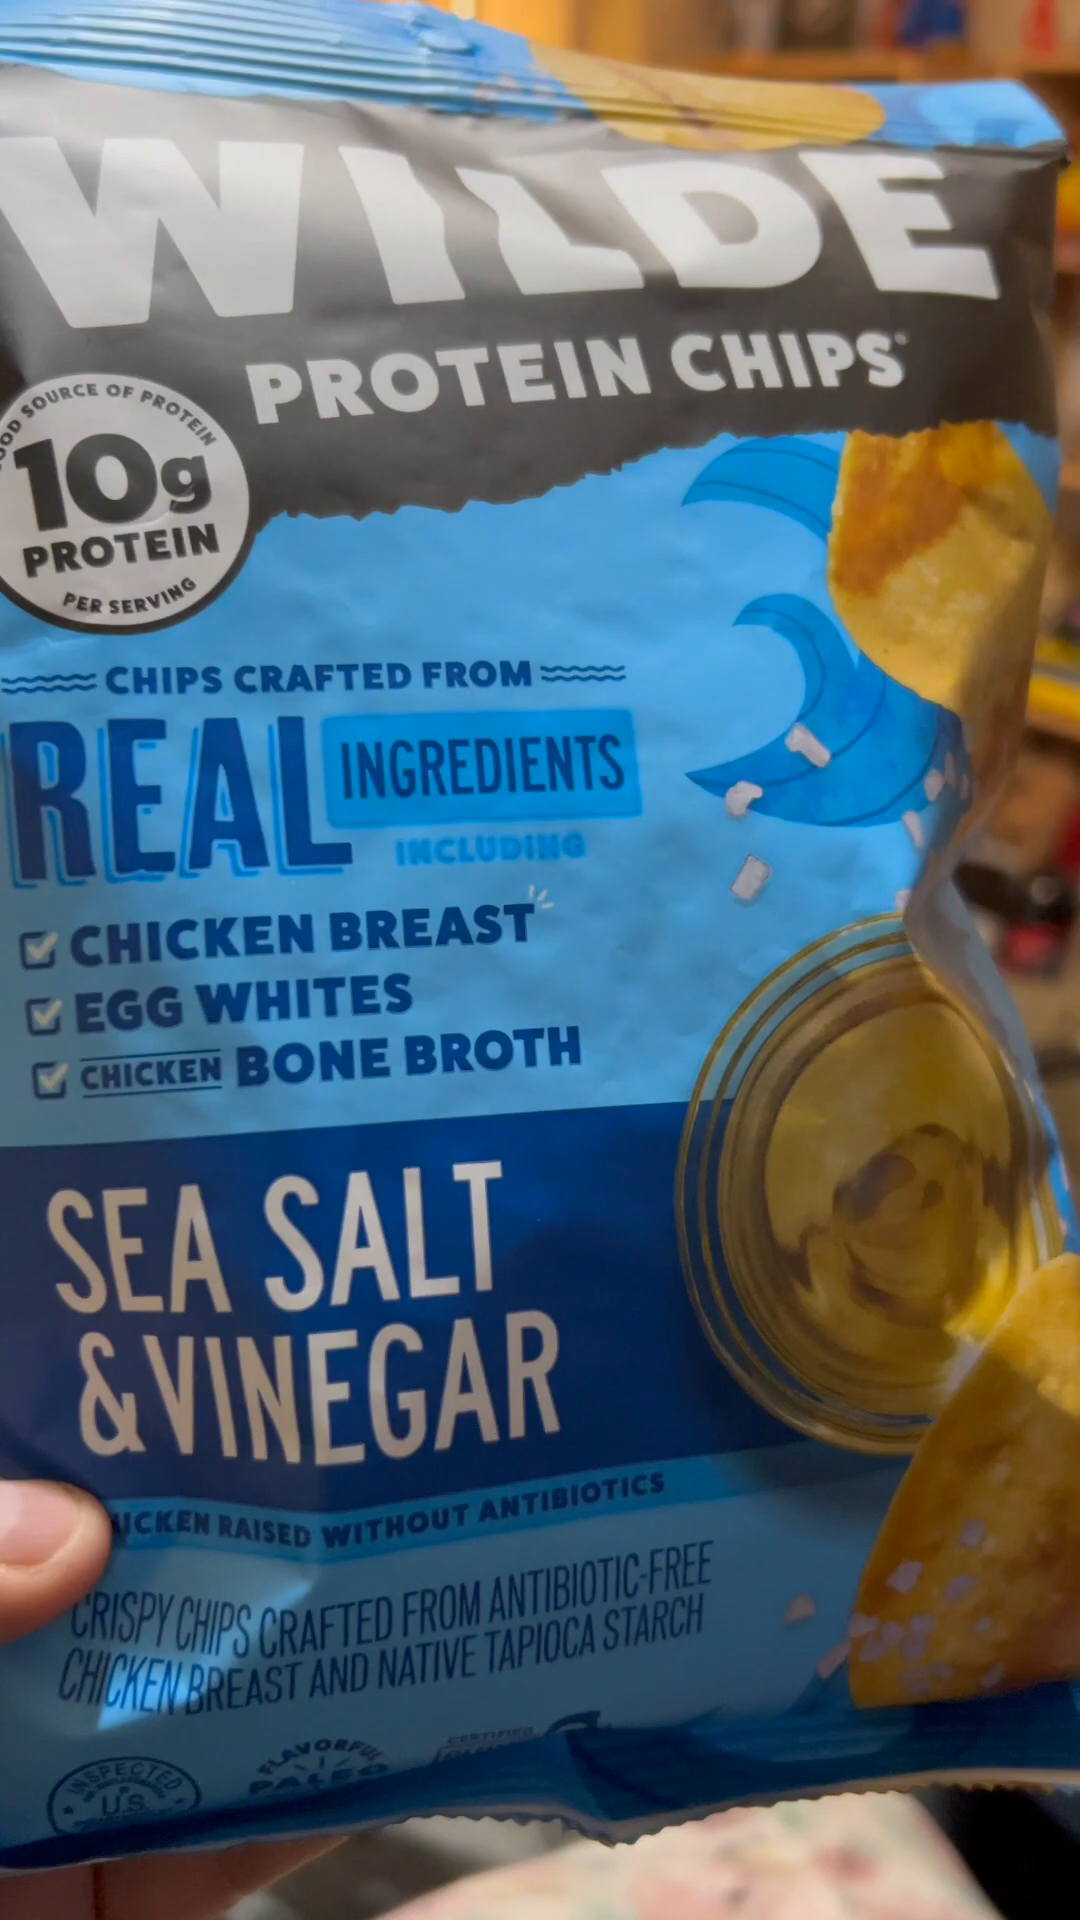 WILDE
PROTEIN CHIPS
SOURCE OF PROTEIN
10g
PROTEIN
PER SERVING
CHIPS CRAFTED FROM
REAL INGREDIENTS
INCLUDING
CHICKEN BREAST
EGG WHITES
CHICKEN BONE BROTH
SEA SALT
& VINEGAR
RAISED WITHOUT ANTIBIOTICS
CRISPY CHIPS CRAFTED FROM ANTIBIOTIC-FREE
CHICKEN BREAST AND NATIVE TAPIOCA STARCH
INSPECTED
U.S.
FLAVORFUL
PALEO
CERTIFIED